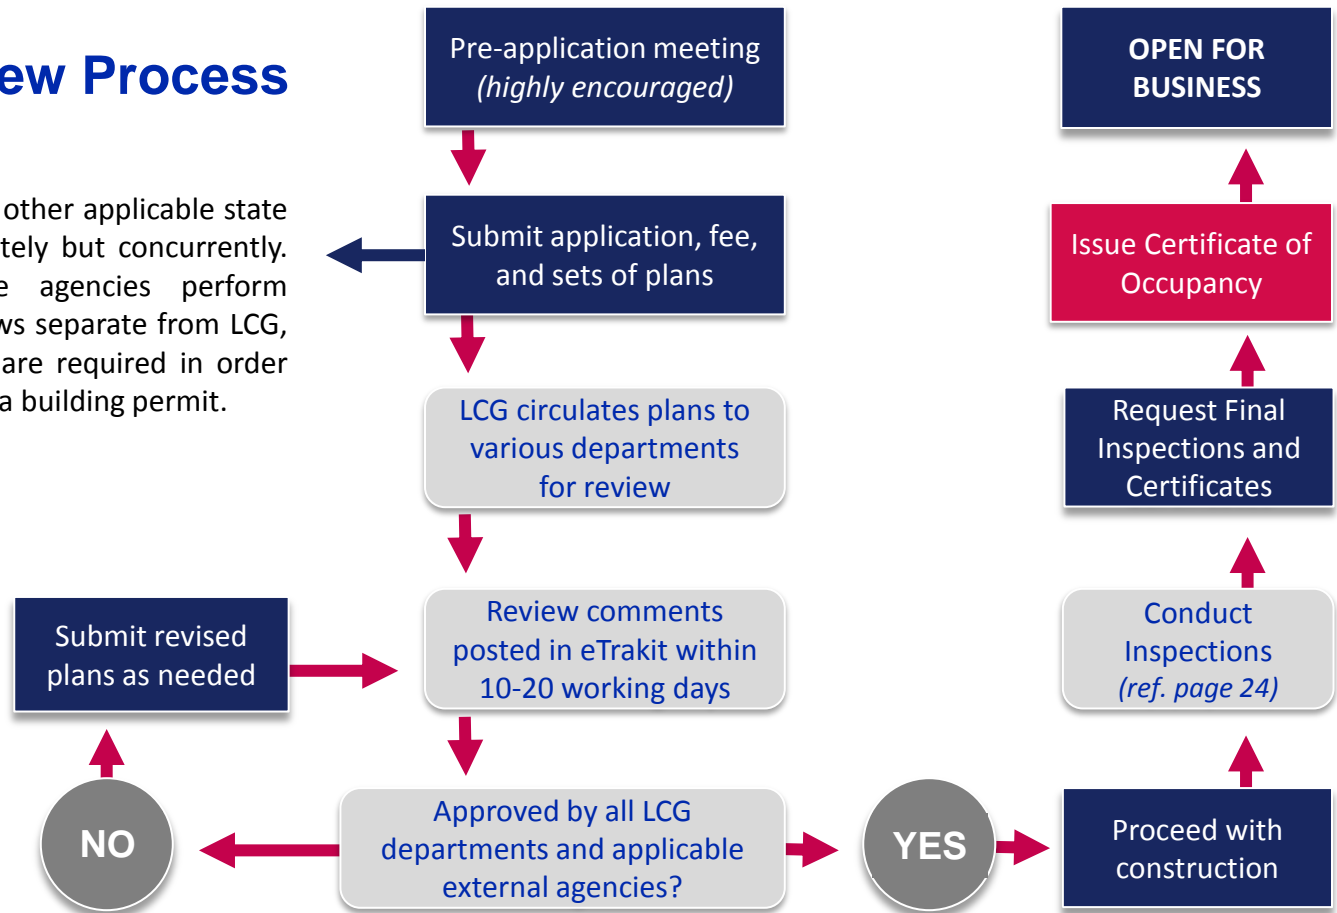 ew Process
other applicable state
tely but concurrently.
e agencies perform
ws separate from LCG,
are required in order
a building permit.
Pre-application meeting
(highly encouraged)
Submit application, fee,
and sets of plans
LCG circulates plans to
various departments
for review
Review comments
posted in eTrakit within
10-20 working days
Submit revised
plans as needed
Approved by all LCG
departments and applicable
external agencies?
NO
YES
Proceed with
construction
Conduct
Inspections
(ref. page 24)
Request Final
Inspections and
Certificates
Issue Certificate of
Occupancy
OPEN FOR
BUSINESS